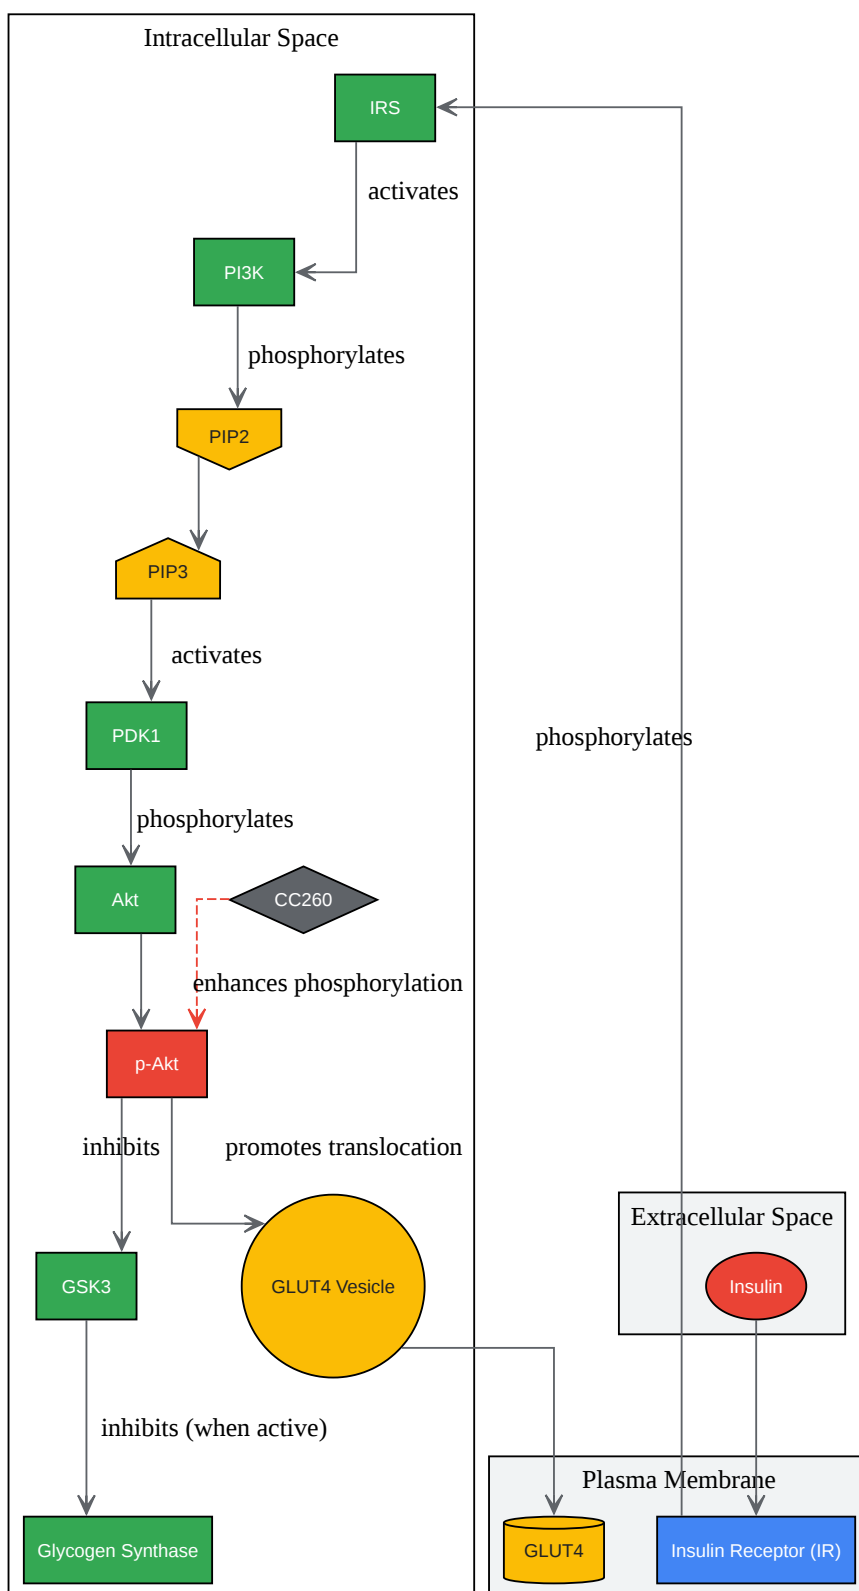 Intracellular Space
IRS
activates
PI3K
phosphorylates
PIP2
PIP3
activates
PDK1
phosphorylates
phosphorylates
Akt
CC260
enhances phosphorylation
p-Akt
inhibits
promotes translocation
Extracellular Space
Insulin
GSK3
GLUT4 Vesicle
inhibits (when active)
Plasma Membrane
Glycogen Synthase
GLUT4
Insulin Receptor (IR)